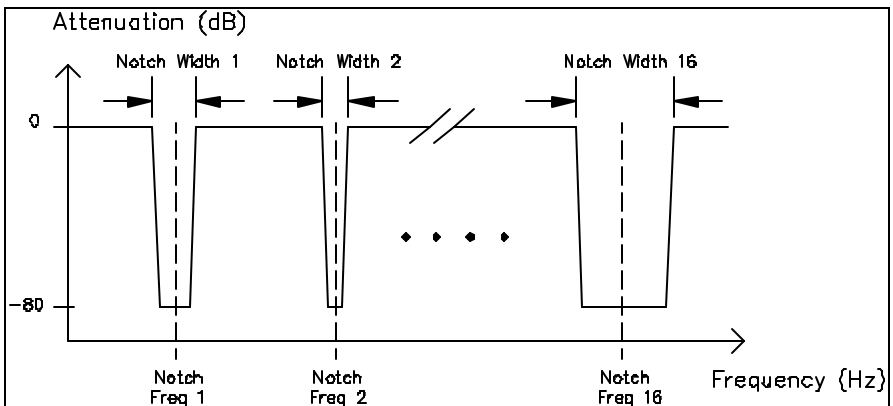 Attenuation (dB)
Notch Width 1
Notch Width 2
Notch Width 16
0
-80
Notch
Freq 1
Notch
Freq 2
Notch
Freq 16
Frequency (Hz)